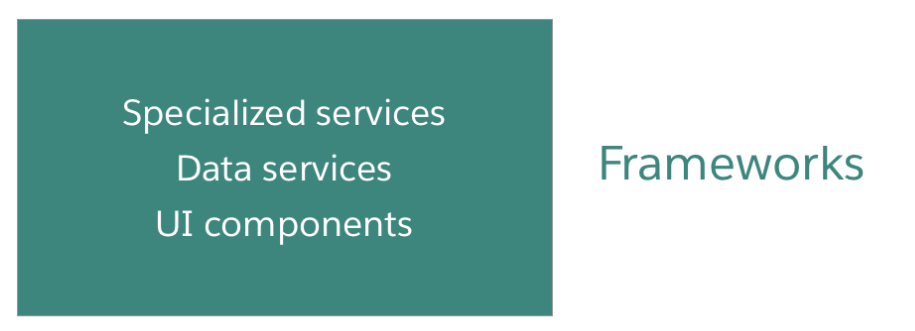 Specialized services
Data services
UI components
Frameworks